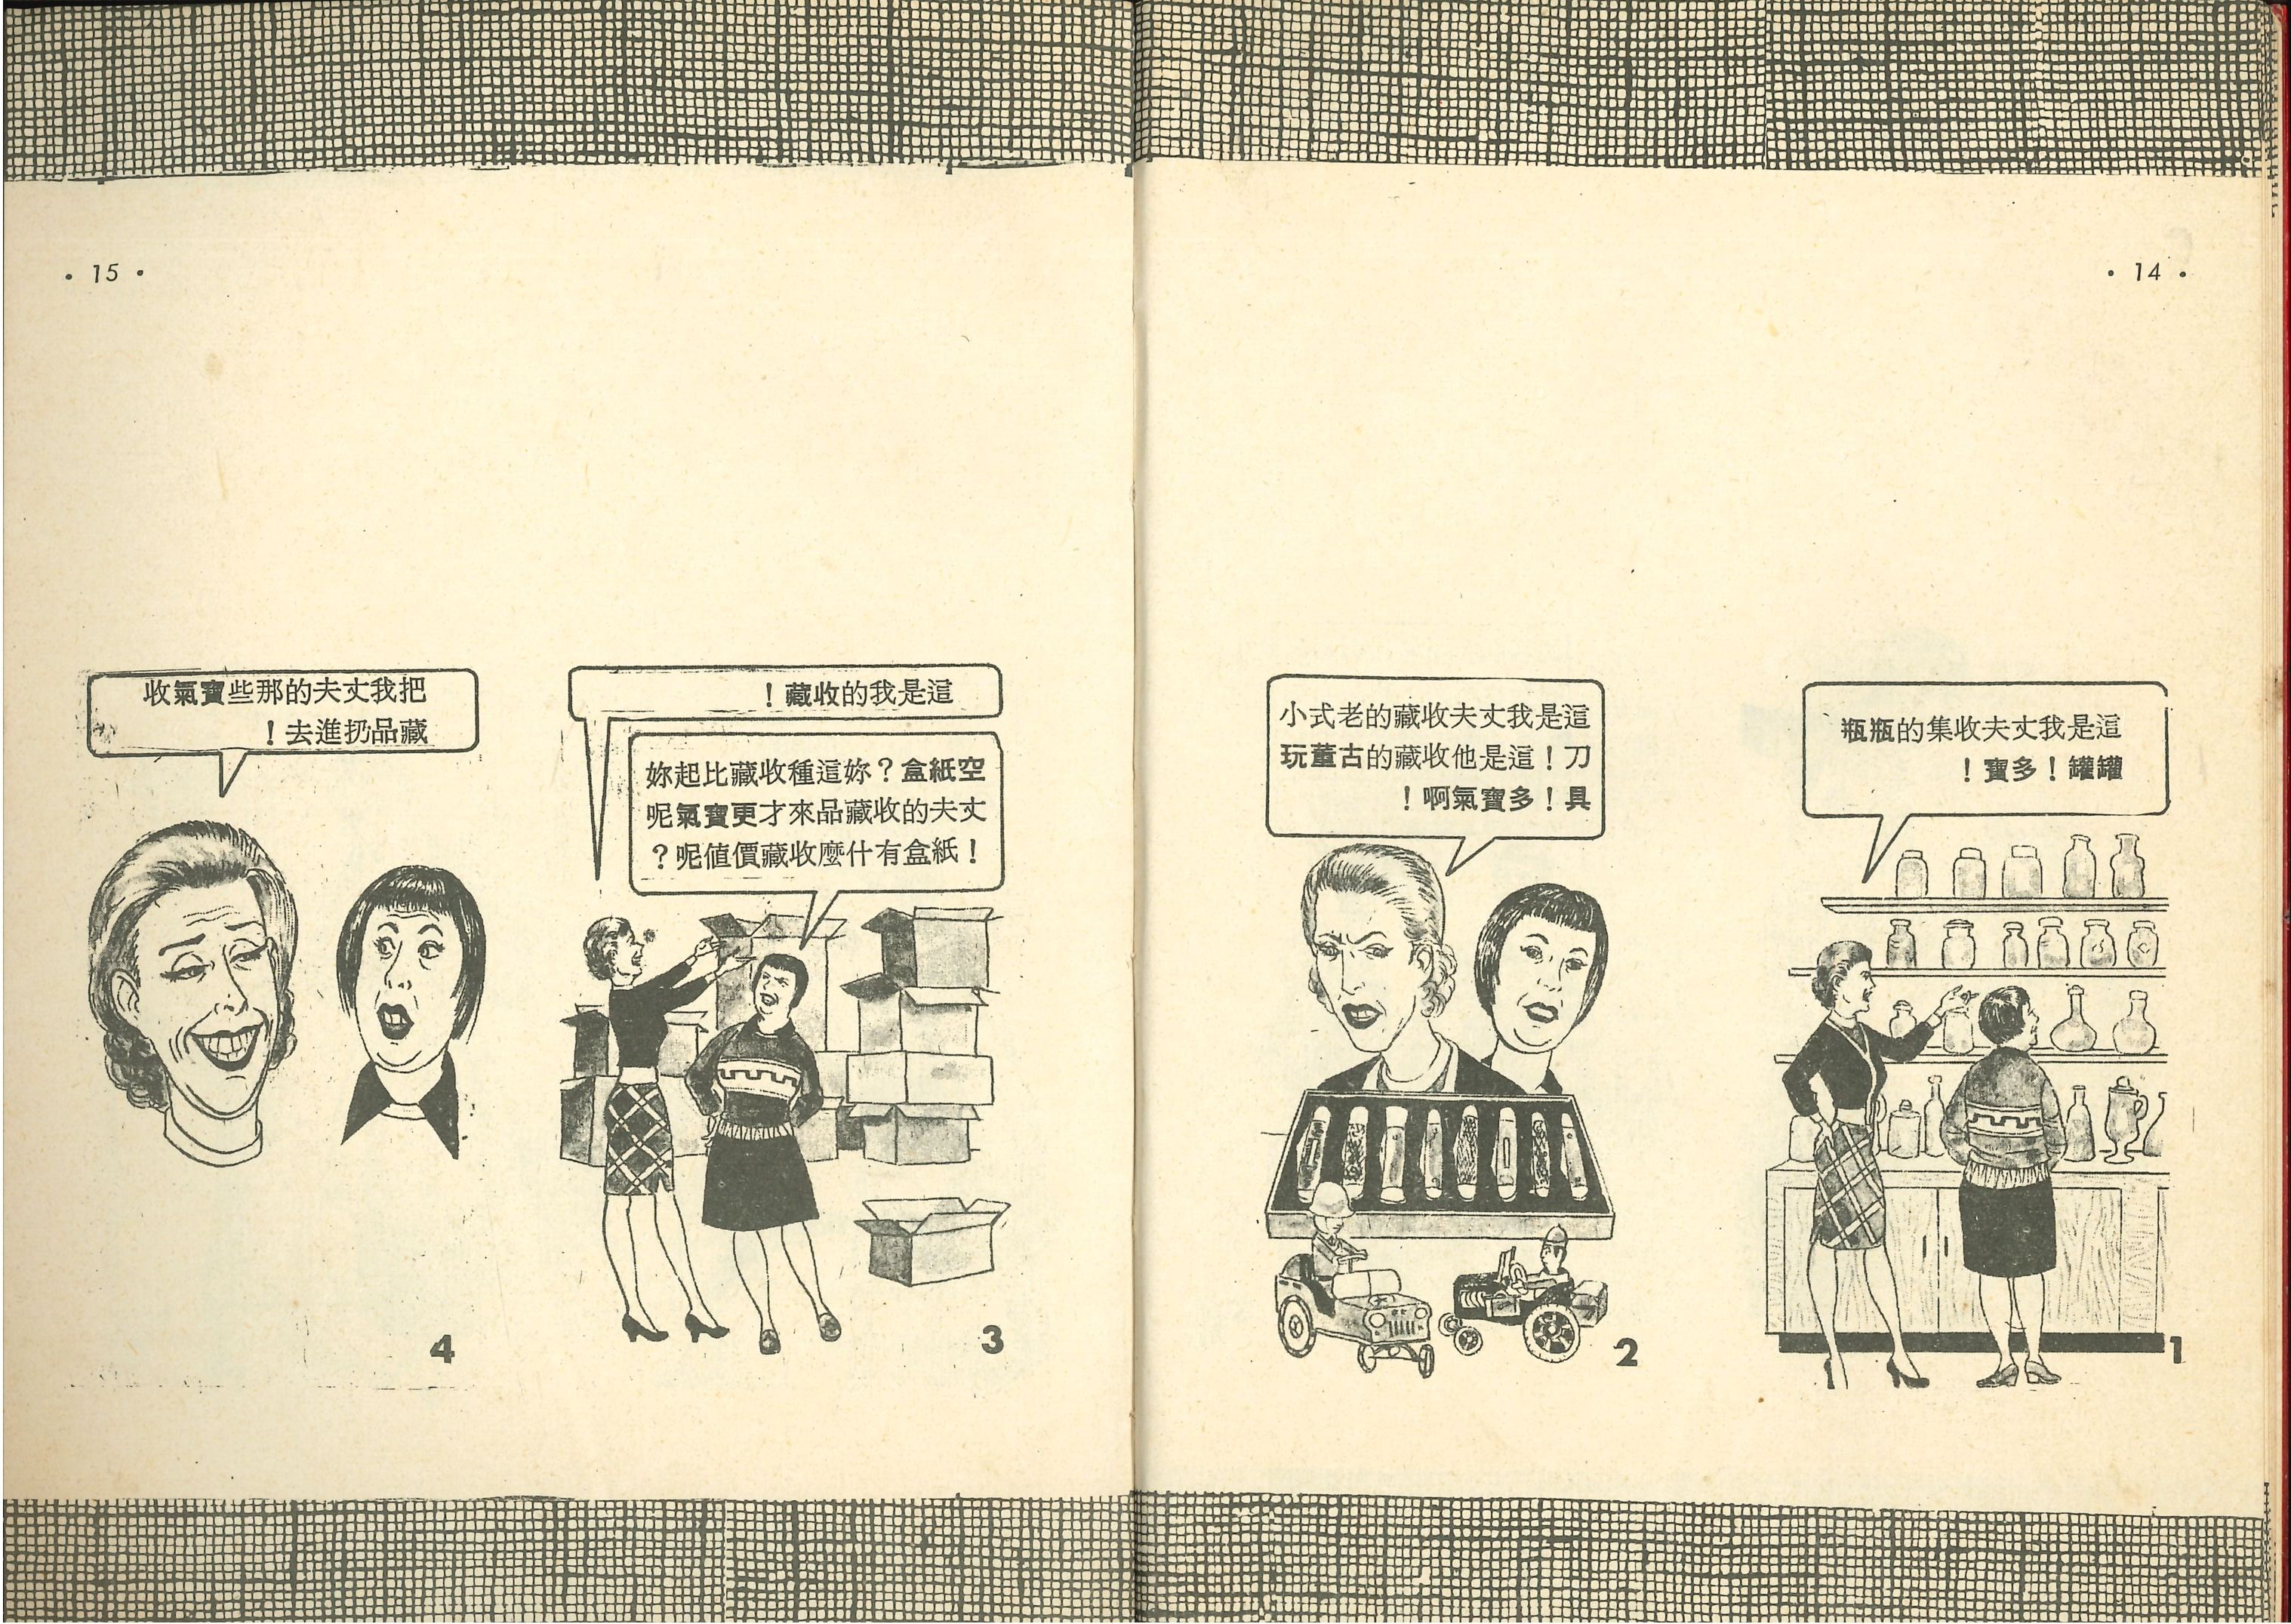 • 14 •
這是我丈夫收集的瓶瓶
罐罐！多寶！
1
這是我丈夫收藏的老式小
刀！這是他收藏的古董玩
具！多寶氣啊！
2
• 15 •
這是我的收藏！
空紙盒？妳這種收藏比起妳
丈夫的收藏品來才更寶氣呢
！紙盒有什麼收藏價值呢？
3
把我丈夫的那些寶氣收
藏品扔進去！
4